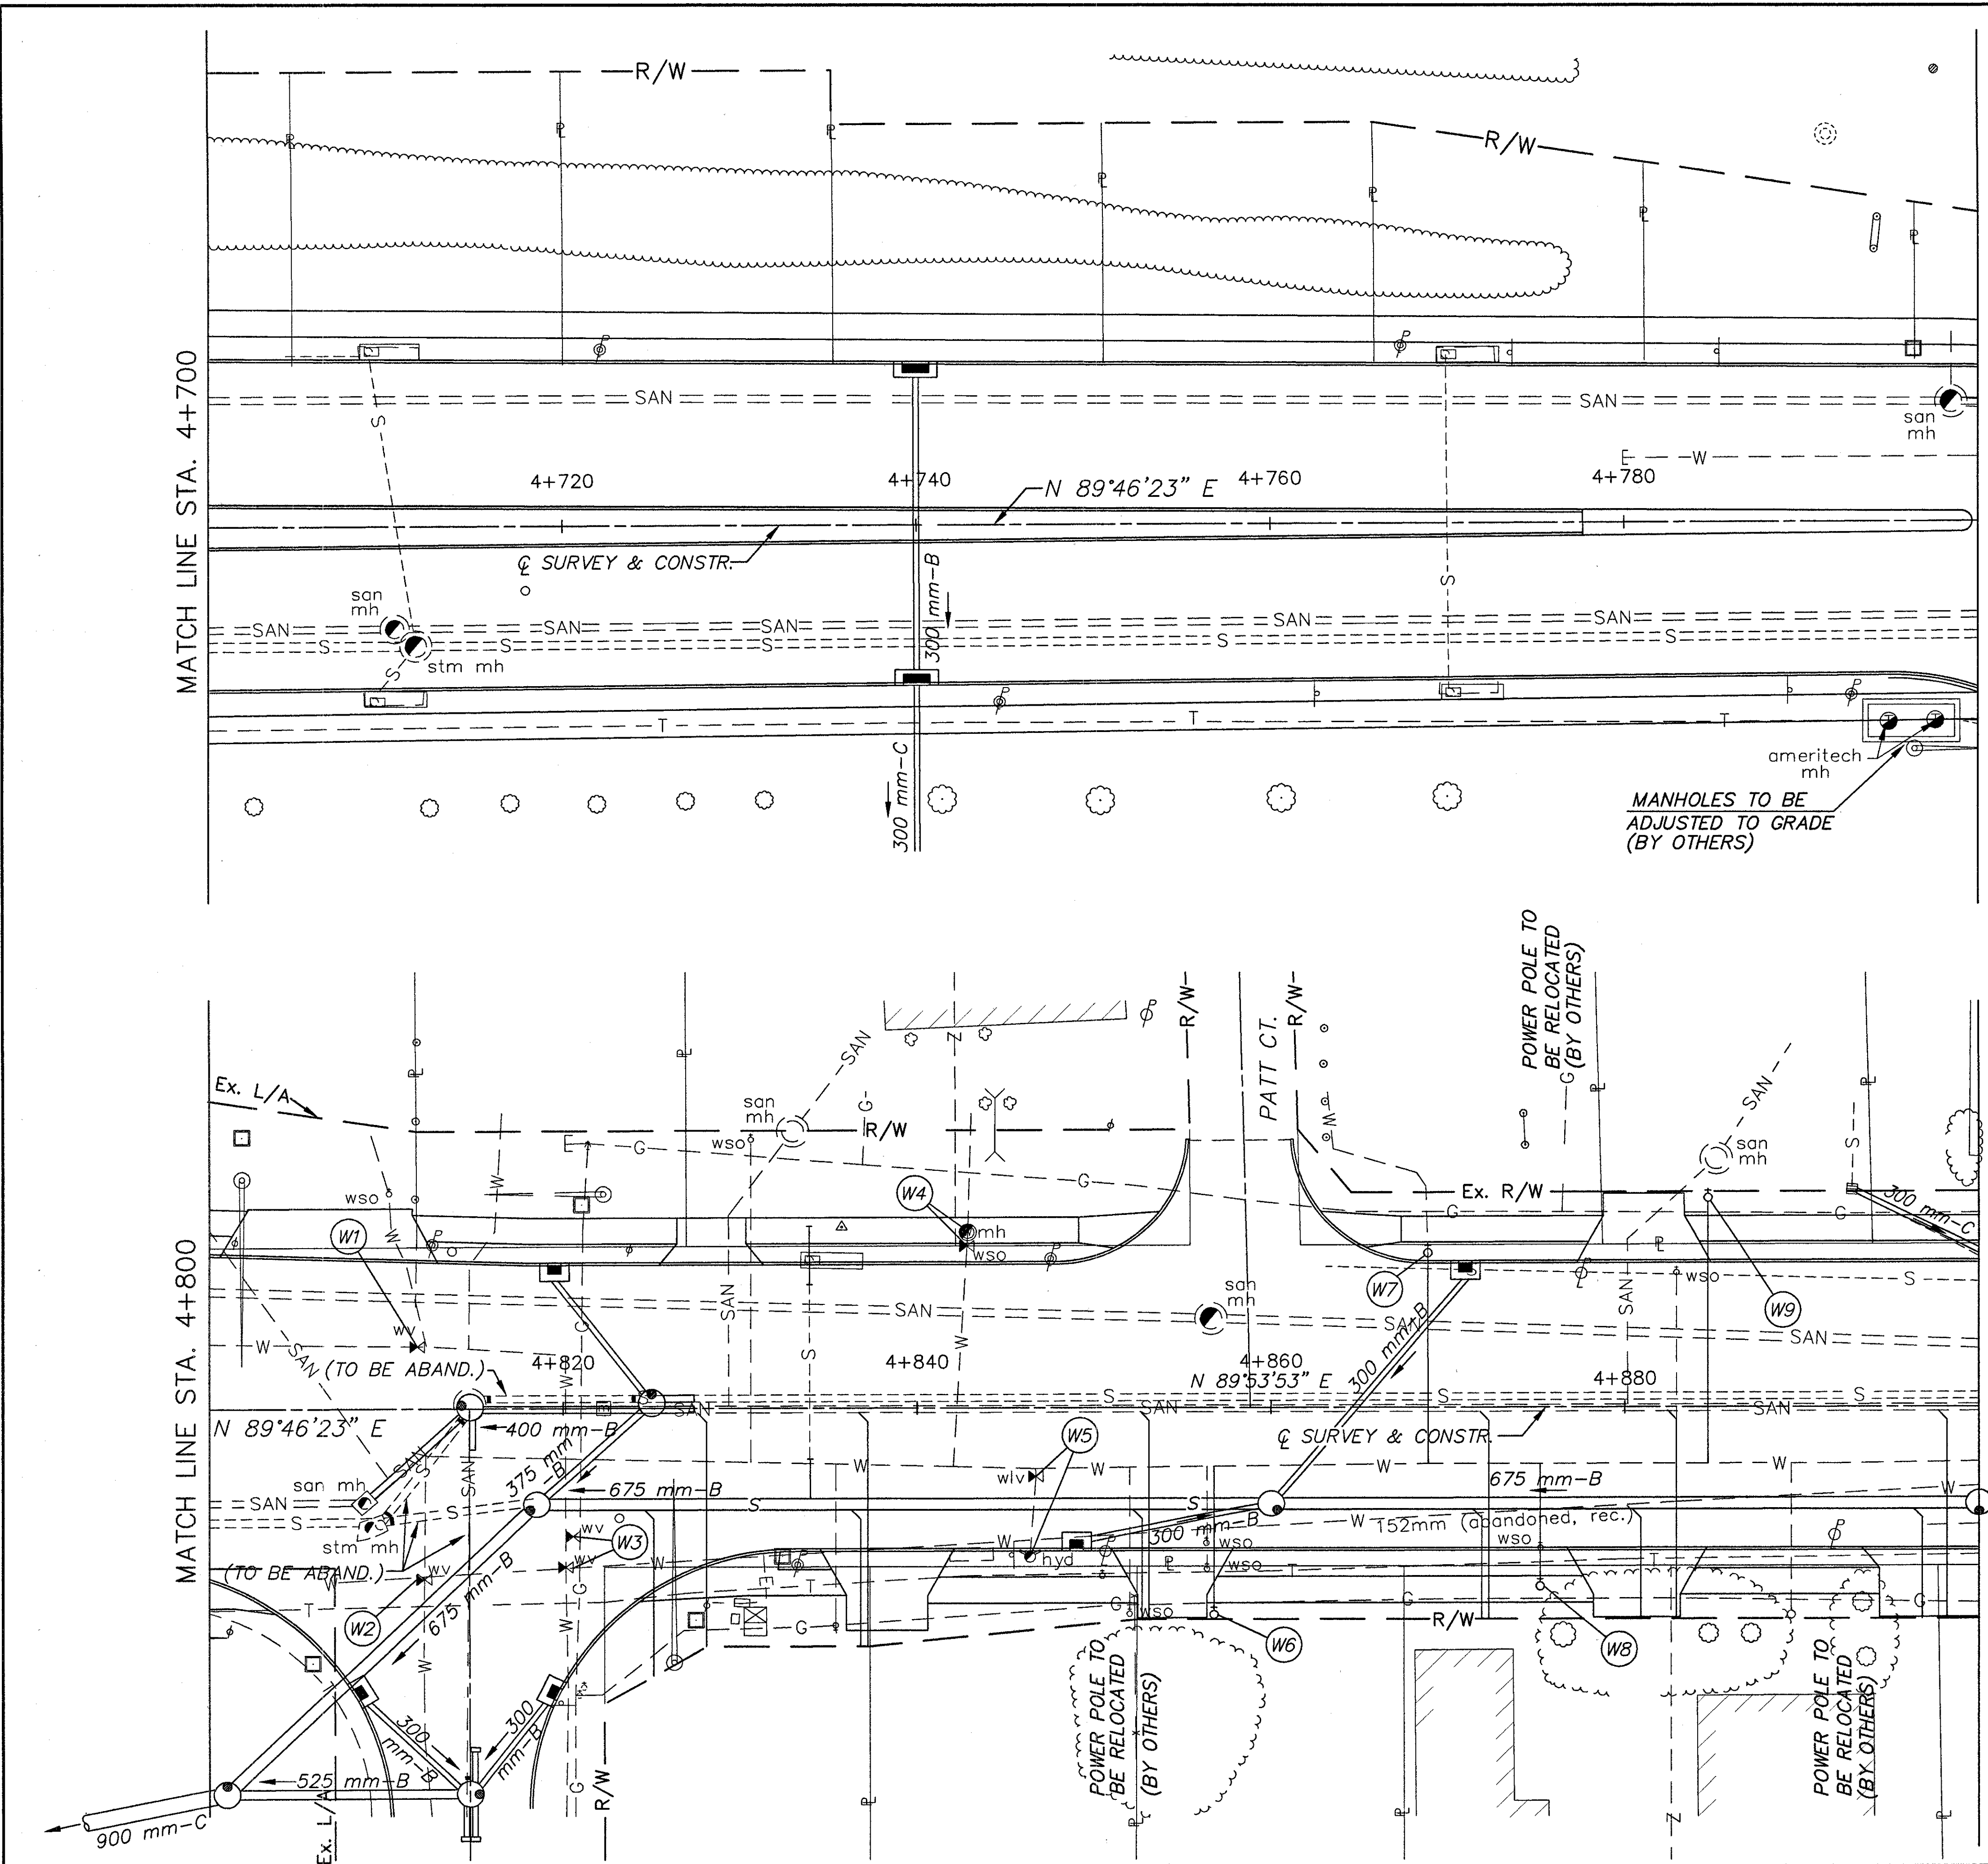 R/W
R/W
MATCH LINE STA. 4+700
SAN
SAN
san
mh
S
E
W
4+720
4+740
4+760
4+780
N 89°46'23" E
℄ SURVEY & CONSTR.
300 mm-B
S
san
mh
SAN
SAN
SAN
SAN
SAN
S
S
S
S
S
S
stm mh
T
T
T
300 mm-C
ameritech
mh
MANHOLES TO BE
ADJUSTED TO GRADE
(BY OTHERS)
MATCH LINE STA. 4+800
Ex. L/A
SAN
san
mh
R/W
R/W
PATT CT.
R/W
POWER POLE TO
BE RELOCATED
(BY OTHERS)
G
SAN
san
mh
S
300 mm-C
wso
wso
E
G
G
G
W
W
W
Ex. R/W
G
G
W1
W4
mh
wso
W7
W9
wso
S
wv
W
SAN
SAN
SAN
SAN
SAN
SAN
san
mh
S
W
G
(TO BE ABAND.)
4+820
4+840
4+860
4+880
N 89°53'53" E
300 mm-B
N 89°46'23" E
400 mm-B
SAN
SAN
SAN
S
S
S
℄ SURVEY & CONSTR.
375 mm
-B
675 mm-B
675 mm-B
W5
wlv
W
W
W
W
W
san mh
SAN
SAN
S
S
S
stm mh
(TO BE ABAND.)
wv
wv
wv
W3
W2
675 mm-B
S
S
300 mm-B
W
152mm (abandoned, rec.)
wso
wso
wso
wso
hyd
T
T
T
T
E
G
G
G
G
W6
W8
R/W
POWER POLE TO
BE RELOCATED
(BY OTHERS)
POWER POLE TO
BE RELOCATED
(BY OTHERS)
300
mm-B
300
mm-B
525 mm-B
900 mm-C
Ex. L/A
R/W
G